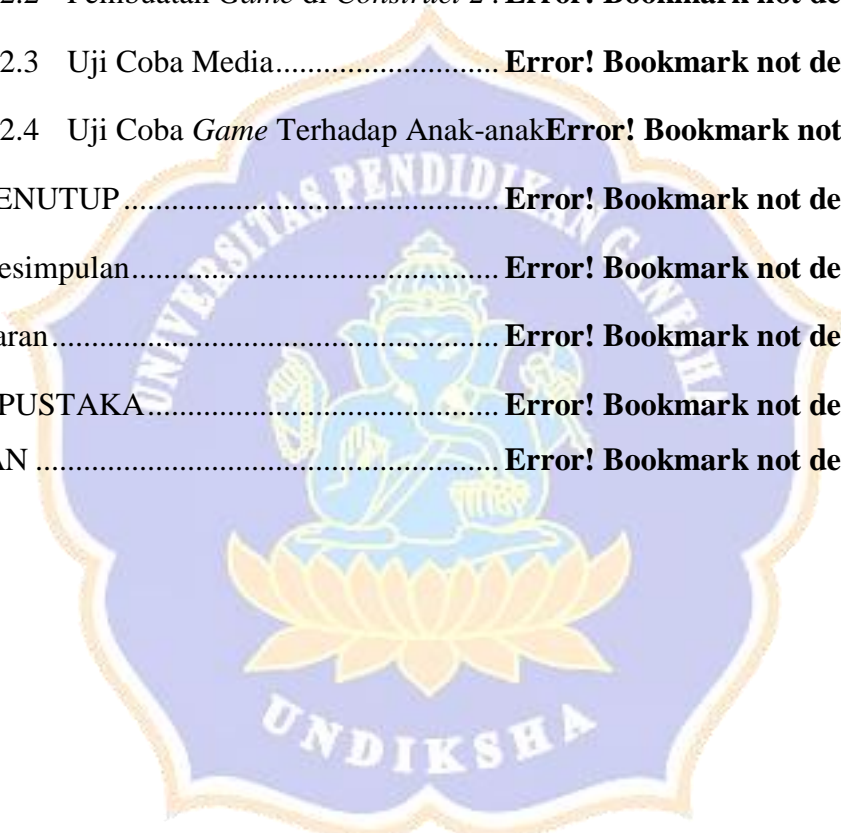 2.2 Pembuatan Game di Construct 2 . Error! Bookmark not de
2.3 Uji Coba Media........................ Error! Bookmark not de
2.4 Uji Coba Game Terhadap Anak-anakError! Bookmark not
ENUTUP........................................ Error! Bookmark not de
esimpulan....................................... Error! Bookmark not de
aran................................................ Error! Bookmark not de
PUSTAKA..................................... Error! Bookmark not de
AN ................................................. Error! Bookmark not de
UNIVERSITAS PENDIDIKAN GANESHA
UNDIKSHA